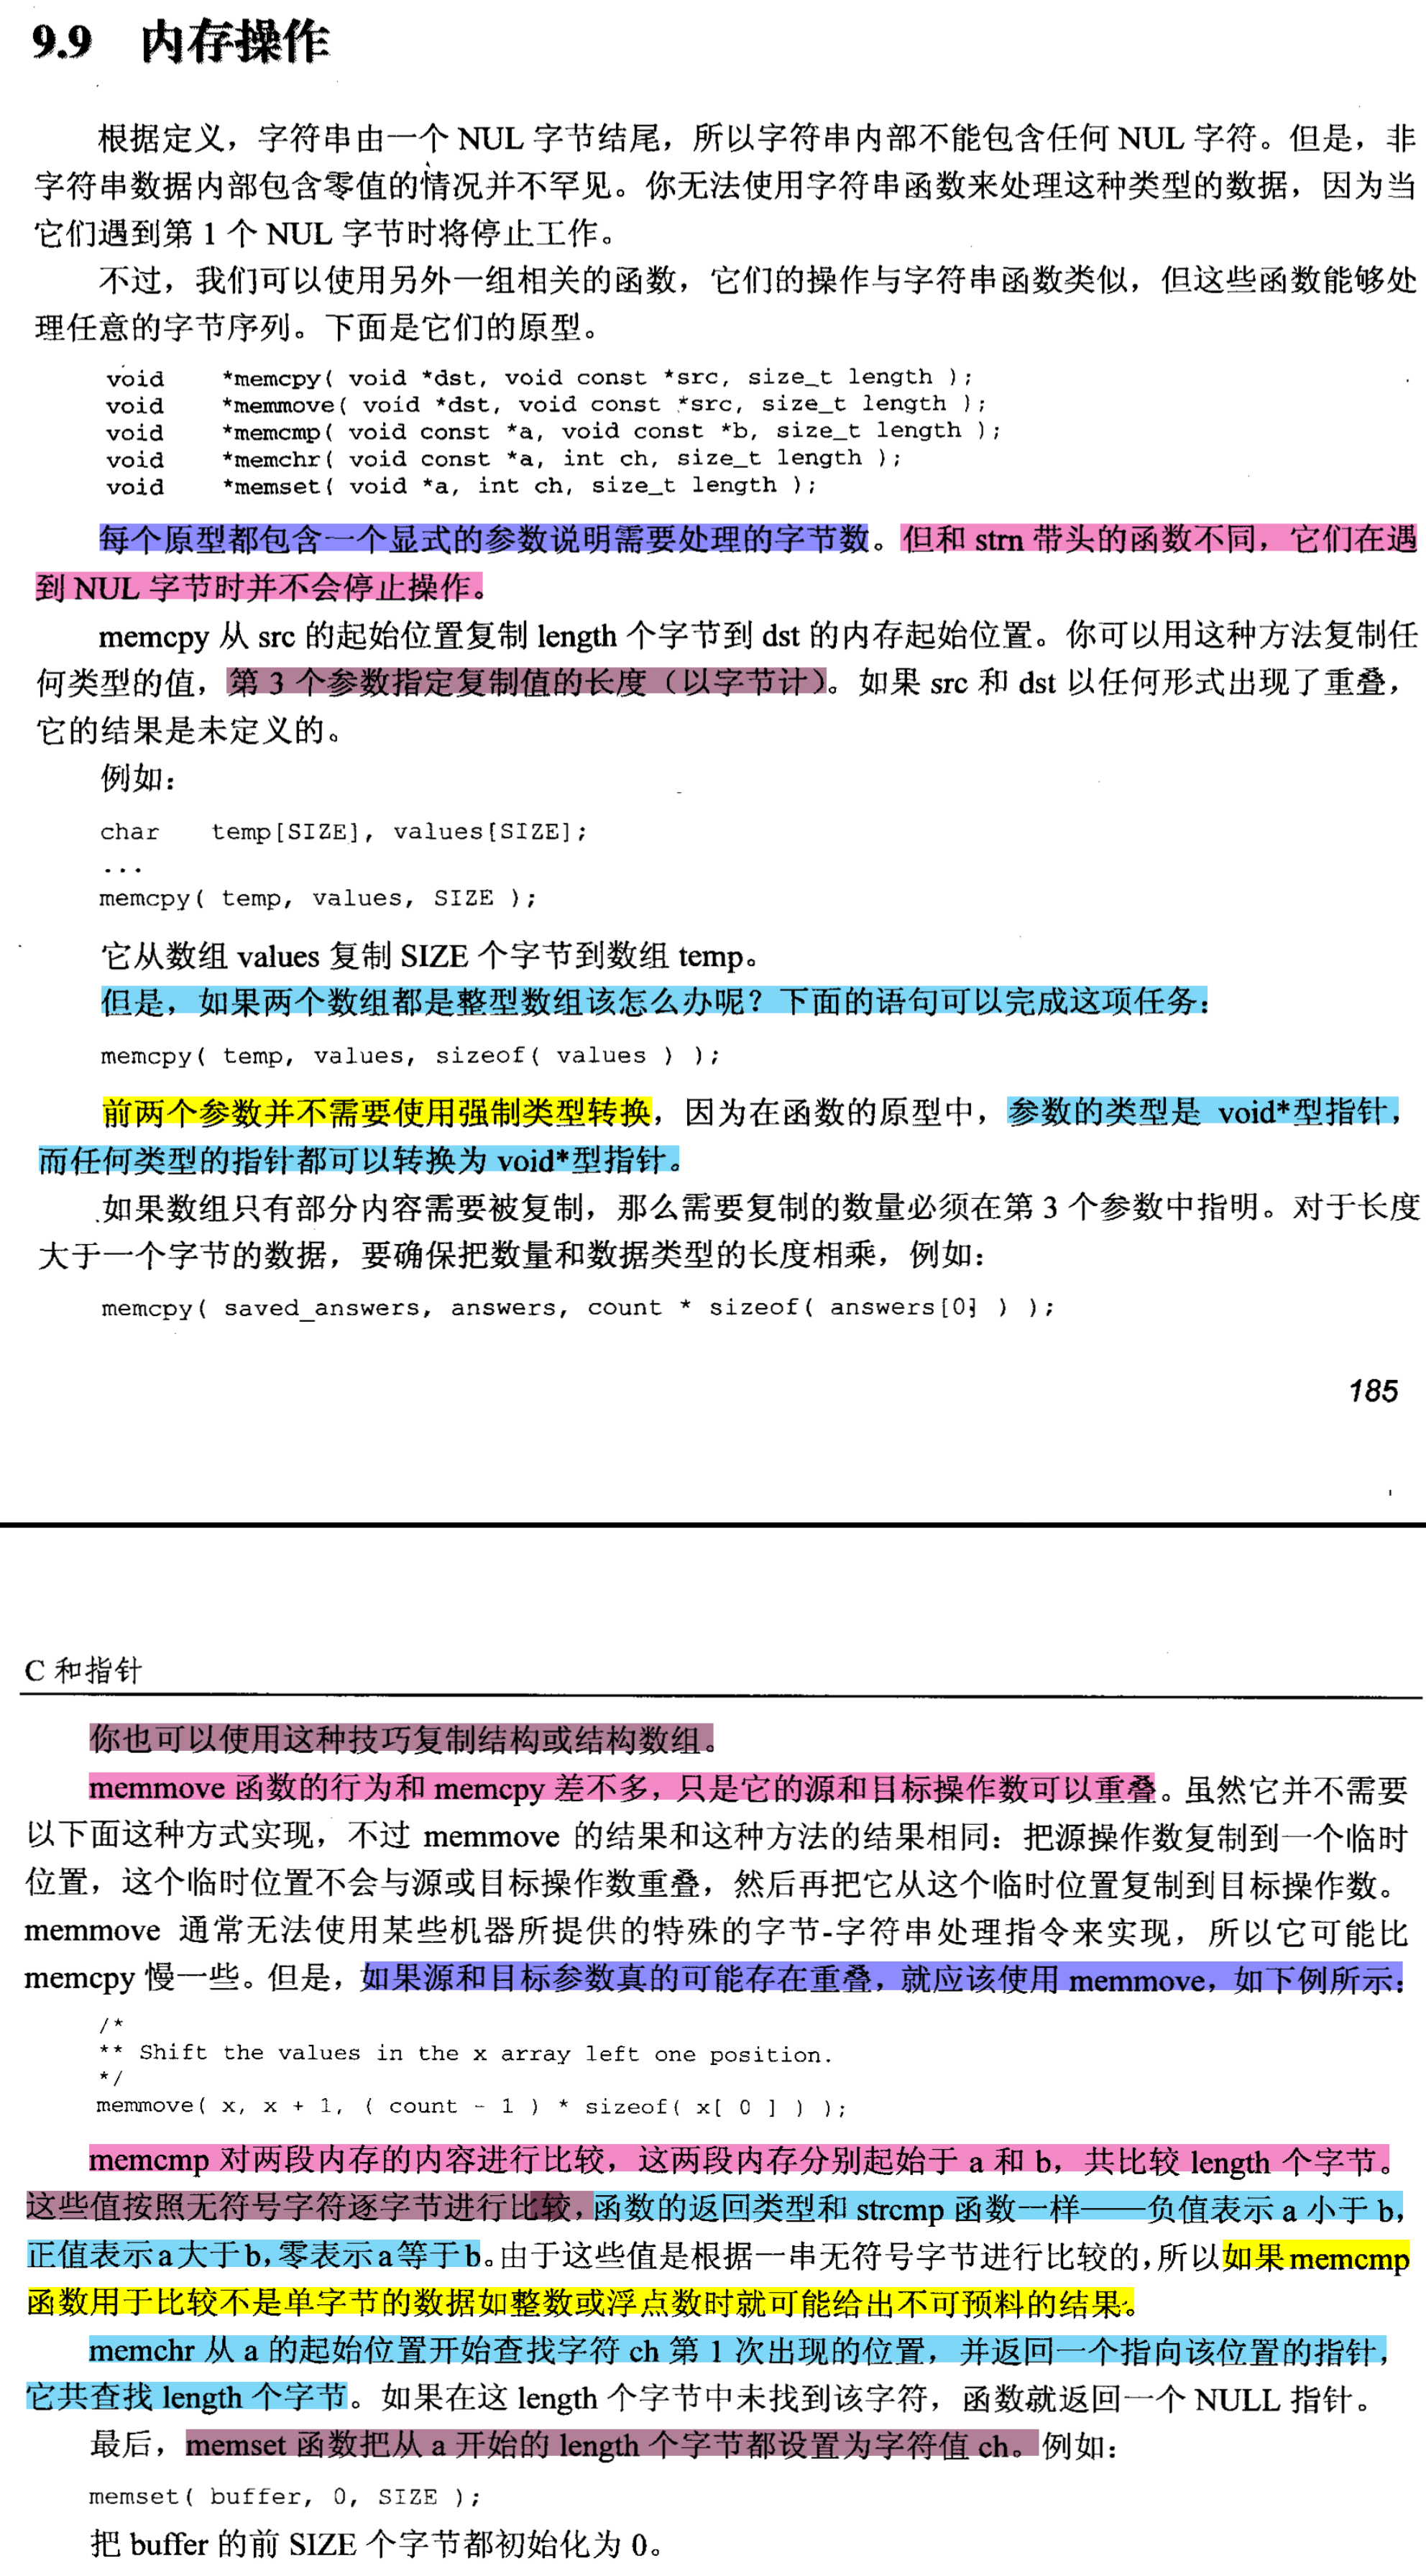 9.9 内存操作
根据定义，字符串由一个 NUL 字节结尾，所以字符串内部不能包含任何 NUL 字符。但是，非
字符串数据内部包含零值的情况并不罕见。你无法使用字符串函数来处理这种类型的数据，因为当
它们遇到第 1 个 NUL 字节时将停止工作。
不过，我们可以使用另外一组相关的函数，它们的操作与字符串函数类似，但这些函数能够处
理任意的字节序列。下面是它们的原型。
void *memcpy( void *dst, void const *src, size_t length );
void *memmove( void *dst, void const *src, size_t length );
void *memcmp( void const *a, void const *b, size_t length );
void *memchr( void const *a, int ch, size_t length );
void *memset( void *a, int ch, size_t length );
每个原型都包含一个显式的参数说明需要处理的字节数。但和 strn 带头的函数不同，它们在遇
到 NUL 字节时并不会停止操作。
memcpy 从 src 的起始位置复制 length 个字节到 dst 的内存起始位置。你可以用这种方法复制任
何类型的值，第 3 个参数指定复制值的长度（以字节计）。如果 src 和 dst 以任何形式出现了重叠，
它的结果是未定义的。
例如：
char temp[SIZE], values[SIZE];
...
memcpy( temp, values, SIZE );
它从数组 values 复制 SIZE 个字节到数组 temp。
但是，如果两个数组都是整型数组该怎么办呢？下面的语句可以完成这项任务：
memcpy( temp, values, sizeof( values ) );
前两个参数并不需要使用强制类型转换，因为在函数的原型中，参数的类型是 void*型指针，
而任何类型的指针都可以转换为 void*型指针。
如果数组只有部分内容需要被复制，那么需要复制的数量必须在第 3 个参数中指明。对于长度
大于一个字节的数据，要确保把数量和数据类型的长度相乘，例如：
memcpy( saved_answers, answers, count * sizeof( answers[0] ) );
185
C 和指针
你也可以使用这种技巧复制结构或结构数组。
memmove 函数的行为和 memcpy 差不多，只是它的源和目标操作数可以重叠。虽然它并不需要
以下面这种方式实现，不过 memmove 的结果和这种方法的结果相同：把源操作数复制到一个临时
位置，这个临时位置不会与源或目标操作数重叠，然后再把它从这个临时位置复制到目标操作数。
memmove 通常无法使用某些机器所提供的特殊的字节-字符串处理指令来实现，所以它可能比
memcpy 慢一些。但是，如果源和目标参数真的可能存在重叠，就应该使用 memmove，如下例所示：
/*
** Shift the values in the x array left one position.
*/
memmove( x, x + 1, ( count - 1 ) * sizeof( x[ 0 ] ) );
memcmp 对两段内存的内容进行比较，这两段内存分别起始于 a 和 b，共比较 length 个字节。
这些值按照无符号字符逐字节进行比较，函数的返回类型和 strcmp 函数一样——负值表示 a 小于 b，
正值表示 a 大于 b，零表示 a 等于 b。由于这些值是根据一串无符号字节进行比较的，所以如果 memcmp
函数用于比较不是单字节的数据如整数或浮点数时就可能给出不可预料的结果。
memchr 从 a 的起始位置开始查找字符 ch 第 1 次出现的位置，并返回一个指向该位置的指针，
它共查找 length 个字节。如果在这 length 个字节中未找到该字符，函数就返回一个 NULL 指针。
最后，memset 函数把从 a 开始的 length 个字节都设置为字符值 ch。例如：
memset( buffer, 0, SIZE );
把 buffer 的前 SIZE 个字节都初始化为 0。